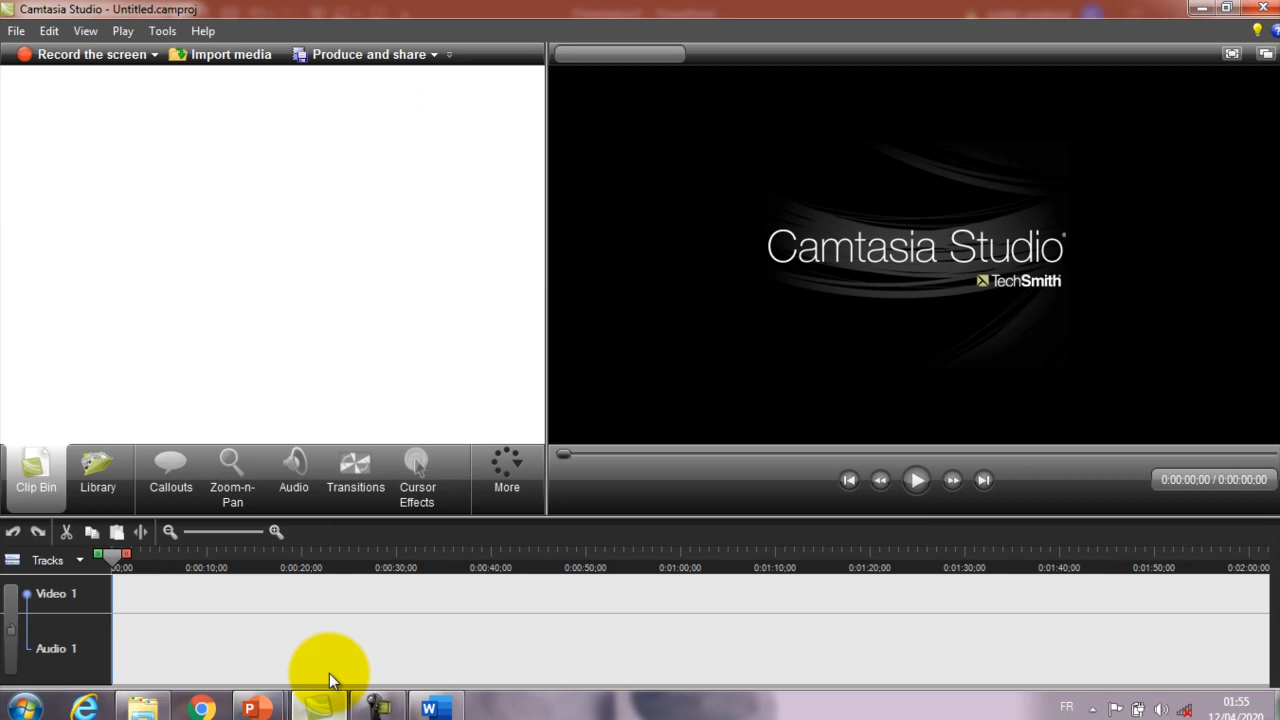 Camtasia Studio - Untitled.camproj
File Edit View Play Tools Help
Record the screen Import media Produce and share
Camtasia Studio®
TechSmith
Clip Bin Library Callouts Zoom-n-Pan Audio Transitions Cursor Effects More
0:00:00;00 / 0:00:00;00
Tracks
00;00 0:00:10;00 0:00:20;00 0:00:30;00 0:00:40;00 0:00:50;00 0:01:00;00 0:01:10;00 0:01:20;00 0:01:30;00 0:01:40;00 0:01:50;00 0:02:00;00
Video 1
Audio 1
FR 01:55
12/04/2020